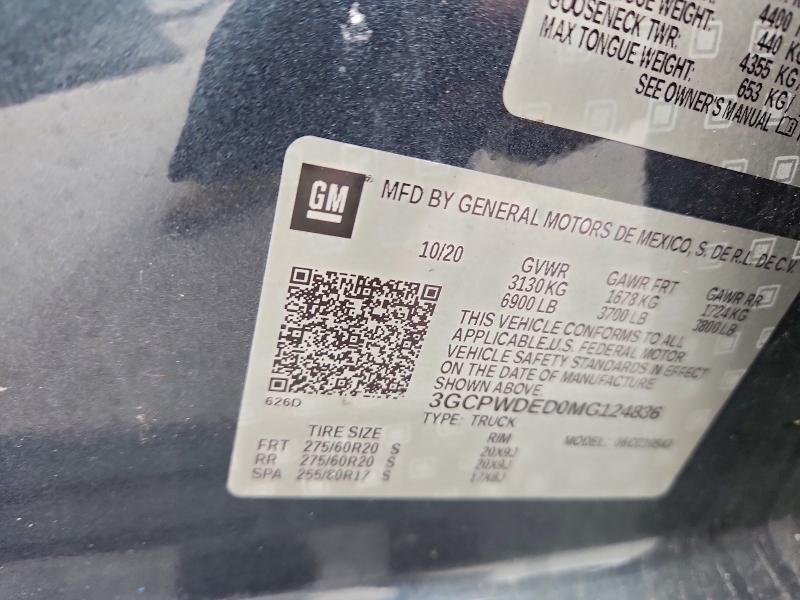 TONGUE WEIGHT:
GOOSENECK TWR: 440 KG
MAX TONGUE WEIGHT: 4355 KG
653 KG
SEE OWNER'S MANUAL
GM
MFD BY GENERAL MOTORS DE MEXICO, S. DE R.L. DE C.V.
10/20 GVWR GAWR FRT GAWR RR
3130 KG 1678 KG 1724 KG
6900 LB 3700 LB 3800 LB
THIS VEHICLE CONFORMS TO ALL
APPLICABLE U.S. FEDERAL MOTOR
VEHICLE SAFETY STANDARDS IN EFFECT
ON THE DATE OF MANUFACTURE
SHOWN ABOVE.
626D
3GCPWDED0MG124836
TYPE: TRUCK
MODEL:
TIRE SIZE RIM
FRT 275/60R20 S 20X9J
RR 275/60R20 S 20X9J
SPA 255/80R17 S 17X8J